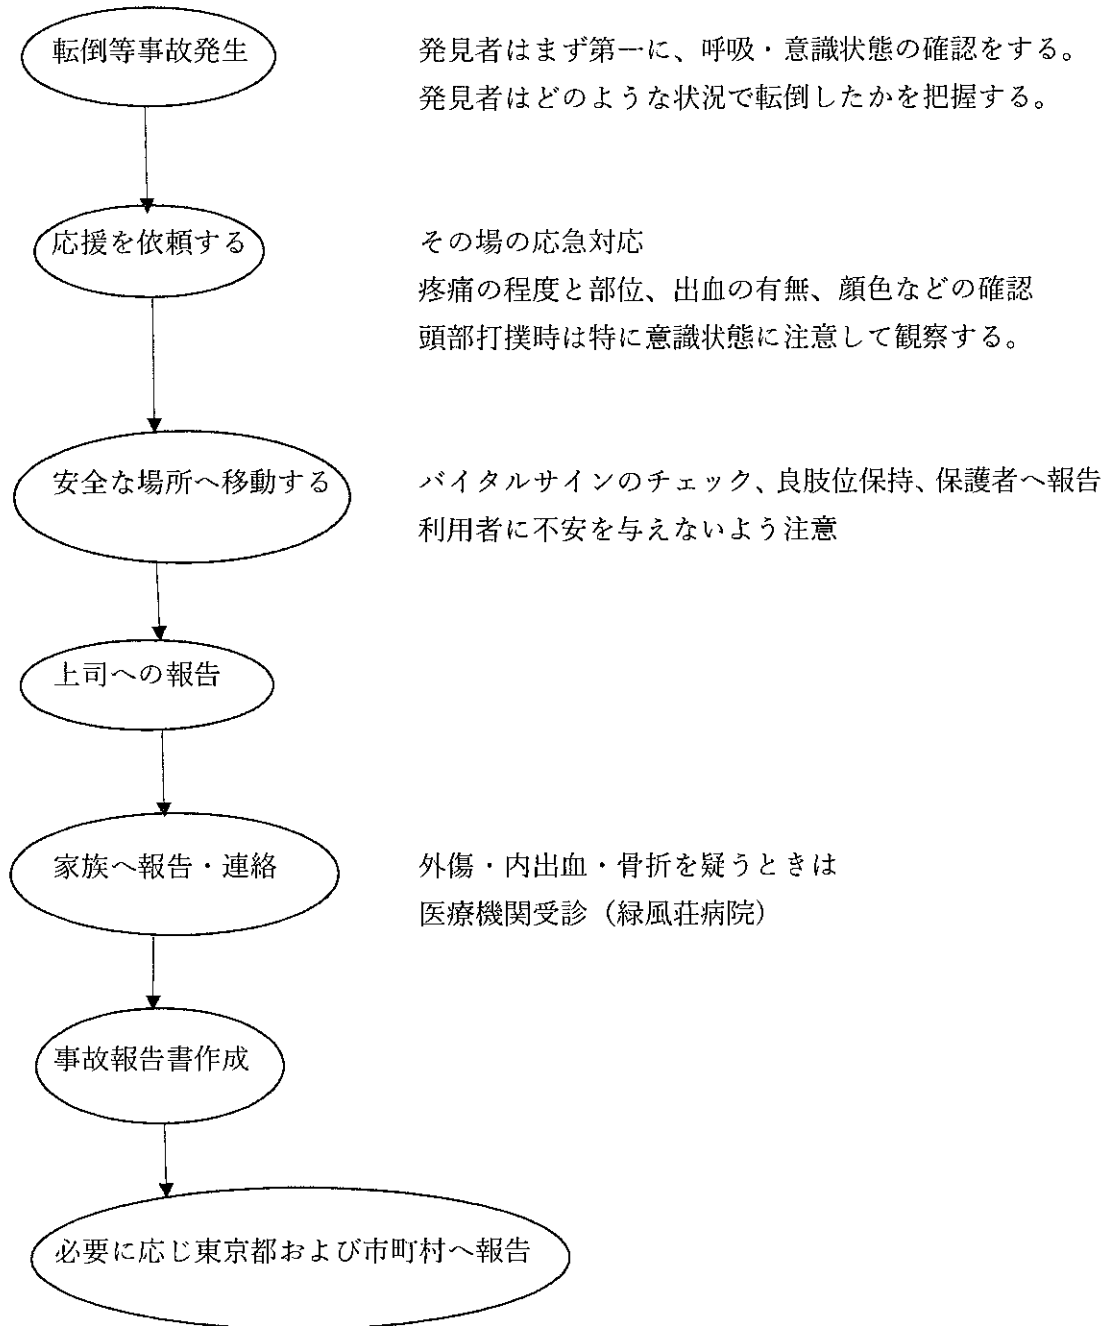 転倒等事故発生
発見者はまず第一に、呼吸・意識状態の確認をする。
発見者はどのような状況で転倒したかを把握する。
応援を依頼する
その場の応急対応
疼痛の程度と部位、出血の有無、顔色などの確認
頭部打撲時は特に意識状態に注意して観察する。
安全な場所へ移動する
バイタルサインのチェック、良肢位保持、保護者へ報告
利用者に不安を与えないよう注意
上司への報告
家族へ報告・連絡
外傷・内出血・骨折を疑うときは
医療機関受診（緑風荘病院）
事故報告書作成
必要に応じ東京都および市町村へ報告